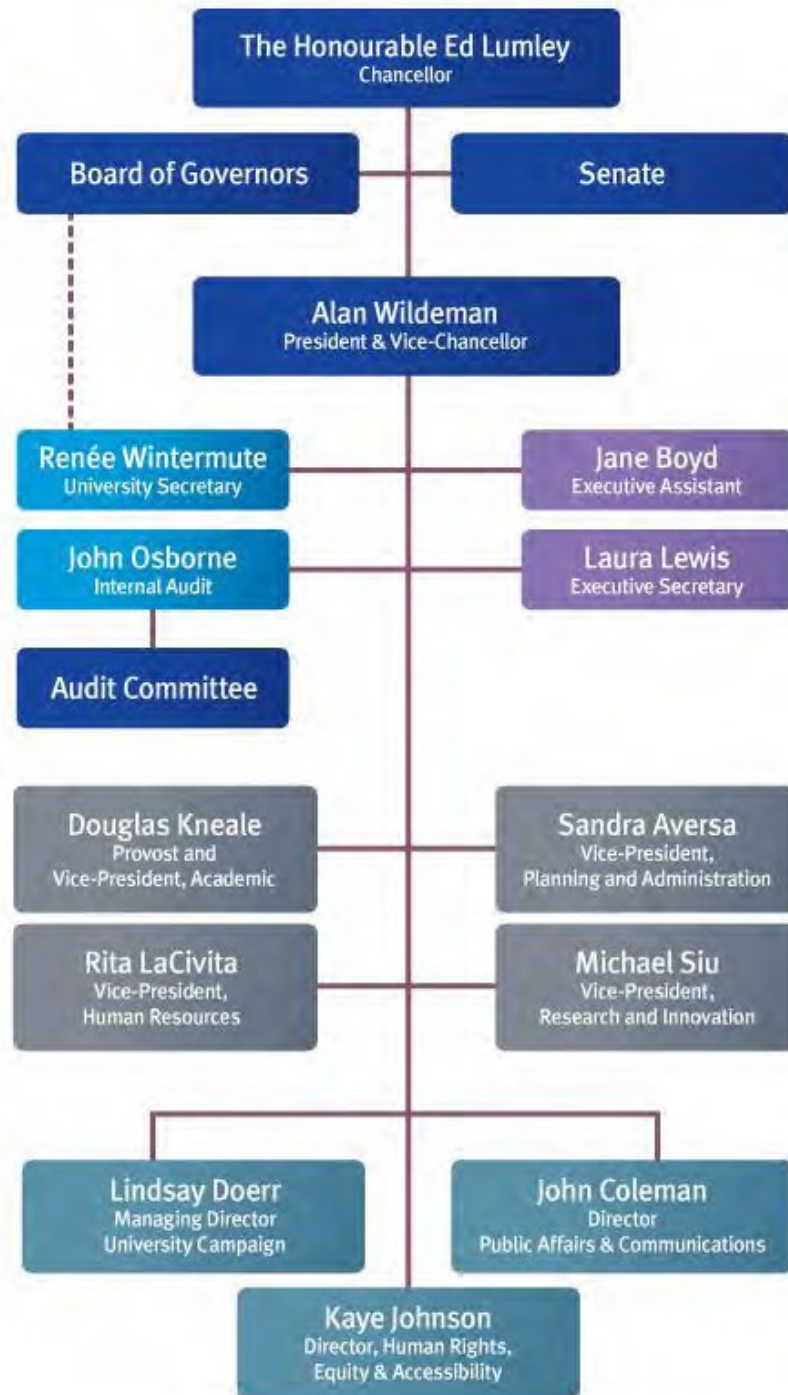 The Honourable Ed Lumley
Chancellor
Board of Governors
Senate
Alan Wildeman
President & Vice-Chancellor
Renée Wintermute
University Secretary
Jane Boyd
Executive Assistant
John Osborne
Internal Audit
Laura Lewis
Executive Secretary
Audit Committee
Douglas Kneale
Provost and
Vice-President, Academic
Sandra Aversa
Vice-President,
Planning and Administration
Rita LaCivita
Vice-President,
Human Resources
Michael Siu
Vice-President,
Research and Innovation
Lindsay Doerr
Managing Director
University Campaign
John Coleman
Director
Public Affairs & Communications
Kaye Johnson
Director, Human Rights,
Equity & Accessibility